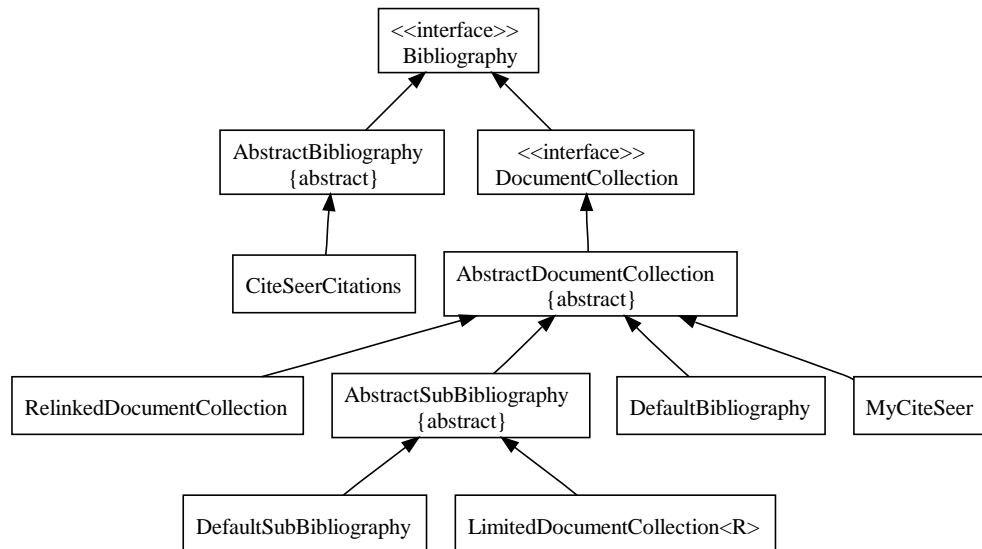 <<interface>>
Bibliography
AbstractBibliography
{abstract}
<<interface>>
DocumentCollection
CiteSeerCitations
AbstractDocumentCollection
{abstract}
RelinkedDocumentCollection
AbstractSubBibliography
{abstract}
DefaultBibliography
MyCiteSeer
DefaultSubBibliography
LimitedDocumentCollection<R>